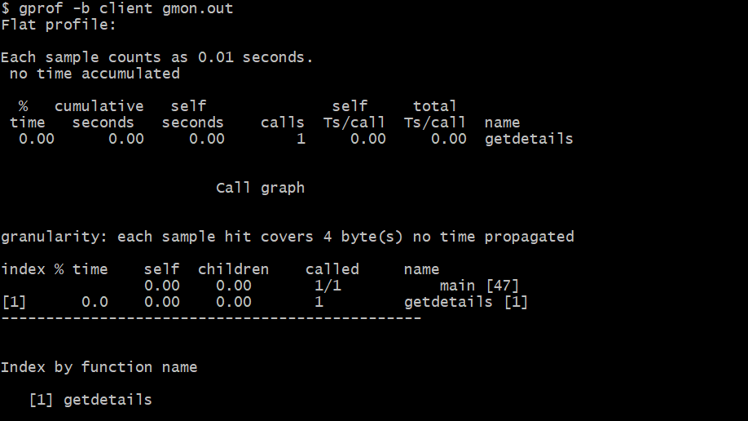 $ gprof -b client gmon.out
Flat profile:
Each sample counts as 0.01 seconds.
 no time accumulated
  %   cumulative   self              self     total
 time   seconds   seconds    calls  Ts/call  Ts/call  name
  0.00      0.00     0.00        1     0.00     0.00  getdetails
                        Call graph
granularity: each sample hit covers 4 byte(s) no time propagated
index % time    self  children    called     name
                0.00    0.00       1/1           main [47]
[1]      0.0    0.00    0.00       1         getdetails [1]
-----------------------------------------------
Index by function name
   [1] getdetails